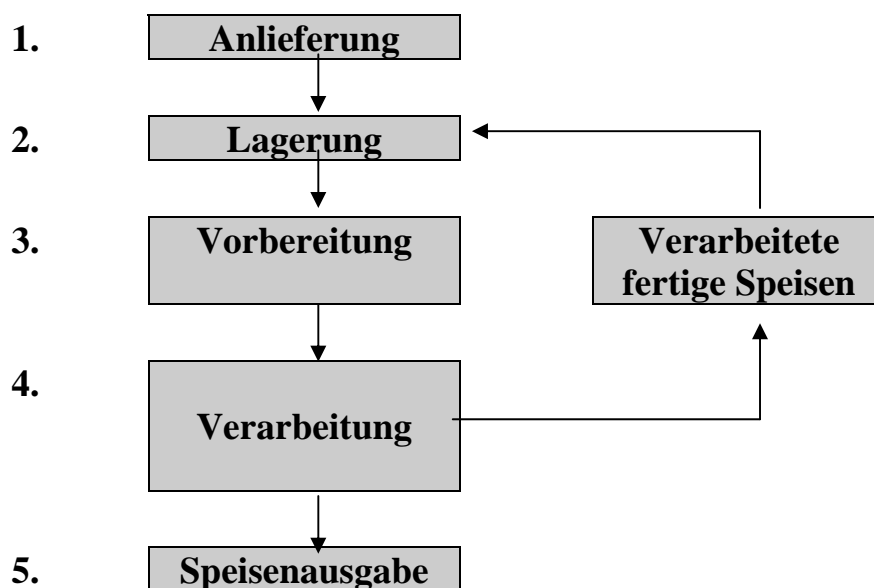 1. Anlieferung
2. Lagerung
3. Vorbereitung
Verarbeitete
fertige Speisen
4.
Verarbeitung
5. Speisenausgabe